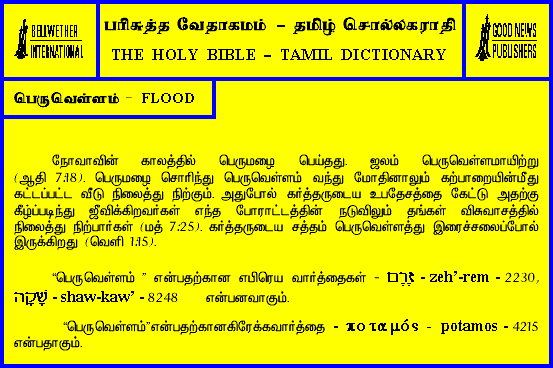 BELLWETHER
INTERNATIONAL
பரிசுத்த வேதாகமம் – தமிழ் சொல்லகராதி
THE HOLY BIBLE – TAMIL DICTIONARY
GOOD NEWS
PUBLISHERS
பெருவெள்ளம் – FLOOD
நோவாவின் காலத்தில் பெருமழை பெய்தது. ஜலம் பெருவெள்ளமாயிற்று
(ஆதி 7:18). பெருமழை சொரிந்து பெருவெள்ளம் வந்து மோதினாலும் கற்பாறையின்மீது
கட்டப்பட்ட வீடு நிலைத்து நிற்கும். அதுபோல் கர்த்தருடைய உபதேசத்தை கேட்டு அதற்கு
கீழ்ப்படிந்து ஜீவிக்கிறவர்கள் எந்த போராட்டத்தின் நடுவிலும் தங்கள் விசுவாசத்தில்
நிலைத்து நிற்பார்கள் (மத் 7:25). கர்த்தருடைய சத்தம் பெருவெள்ளத்து இரைச்சலைப்போல்
இருக்கிறது (வெளி 1:15).
“பெருவெள்ளம் ” என்பதற்கான எபிரெய வார்த்தைகள் - זֶרֶם - zeh’-rem - 2230,
שָׁקָה - shaw-kaw’ - 8248 என்பனவாகும்.
“பெருவெள்ளம்”என்பதற்கானகிரேக்கவார்த்தை - ποταμός - potamos - 4215
என்பதாகும்.